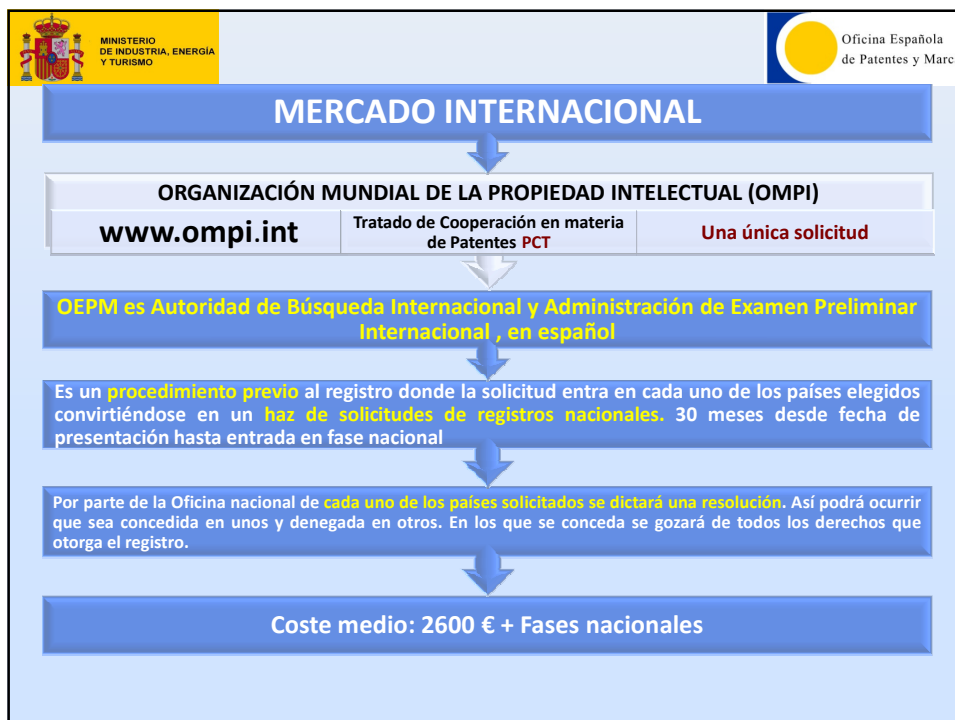 MINISTERIO
DE INDUSTRIA, ENERGÍA
Y TURISMO
Oficina Española
de Patentes y Marc
MERCADO INTERNACIONAL
ORGANIZACIÓN MUNDIAL DE LA PROPIEDAD INTELECTUAL (OMPI)
www.ompi.int
Tratado de Cooperación en materia
de Patentes PCT
Una única solicitud
OEPM es Autoridad de Búsqueda Internacional y Administración de Examen Preliminar
Internacional , en español
Es un procedimiento previo al registro donde la solicitud entra en cada uno de los países elegidos
convirtiéndose en un haz de solicitudes de registros nacionales. 30 meses desde fecha de
presentación hasta entrada en fase nacional
Por parte de la Oficina nacional de cada uno de los países solicitados se dictará una resolución. Así podrá ocurrir
que sea concedida en unos y denegada en otros. En los que se conceda se gozará de todos los derechos que
otorga el registro.
Coste medio: 2600 € + Fases nacionales